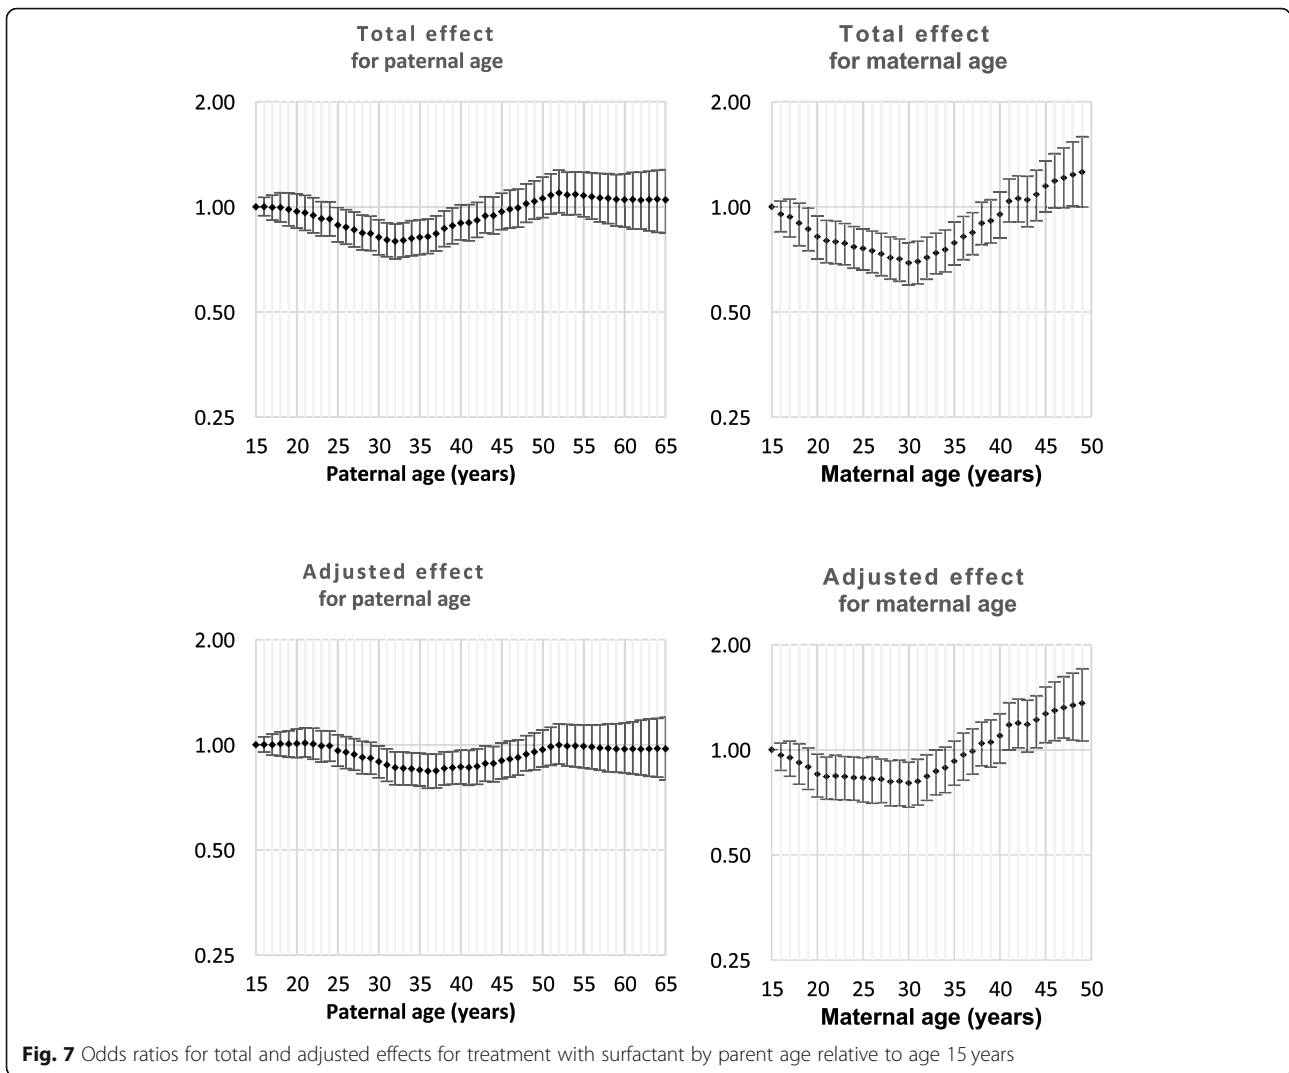 Total effect
for paternal age
2.00
1.00
0.50
0.25
15 20 25 30 35 40 45 50 55 60 65
Paternal age (years)
Total effect
for maternal age
2.00
1.00
0.50
0.25
15 20 25 30 35 40 45 50
Maternal age (years)
Adjusted effect
for paternal age
2.00
1.00
0.50
0.25
15 20 25 30 35 40 45 50 55 60 65
Paternal age (years)
Adjusted effect
for maternal age
2.00
1.00
0.50
0.25
15 20 25 30 35 40 45 50
Maternal age (years)
Fig. 7 Odds ratios for total and adjusted effects for treatment with surfactant by parent age relative to age 15 years